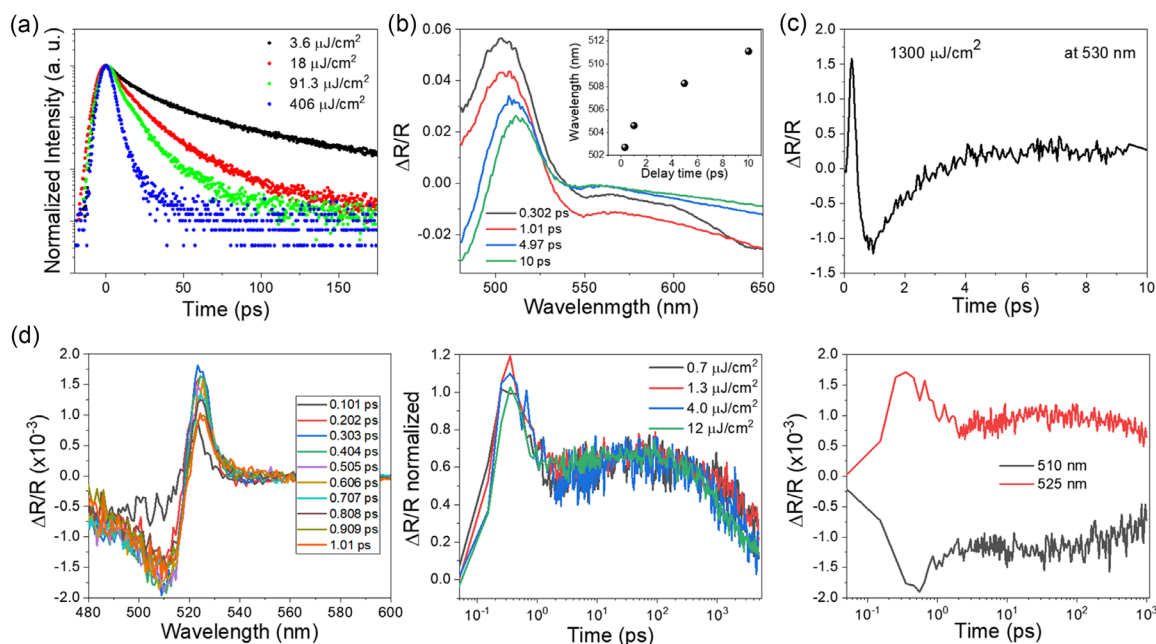 (a)
3.6 μJ/cm²
18 μJ/cm²
91.3 μJ/cm²
406 μJ/cm²
Normalized Intensity (a. u.)
0 50 100 150
Time (ps)
(b)
0.06
0.04
0.02
0.00
-0.02
ΔR/R
512
510
508
506
504
502
Wavelength (nm)
0 2 4 6 8 10
Delay time (ps)
0.302 ps
1.01 ps
4.97 ps
10 ps
500 550 600 650
Wavelenmgth (nm)
(c)
1300 μJ/cm² at 530 nm
2.0
1.5
1.0
0.5
0.0
-0.5
-1.0
-1.5
ΔR/R
0 2 4 6 8 10
Time (ps)
(d)
2.0
1.5
1.0
0.5
0.0
-0.5
-1.0
-1.5
-2.0
ΔR/R (x10⁻³)
0.101 ps
0.202 ps
0.303 ps
0.404 ps
0.505 ps
0.606 ps
0.707 ps
0.808 ps
0.909 ps
1.01 ps
480 500 520 540 560 580 600
Wavelength (nm)
1.2
1.0
0.8
0.6
0.4
0.2
0.0
ΔR/R normalized
0.7 μJ/cm²
1.3 μJ/cm²
4.0 μJ/cm²
12 μJ/cm²
10⁻¹ 10⁰ 10¹ 10² 10³
Time (ps)
2.0
1.5
1.0
0.5
0.0
-0.5
-1.0
-1.5
-2.0
ΔR/R (x10⁻³)
510 nm
525 nm
10⁻¹ 10⁰ 10¹ 10² 10³
Time (ps)